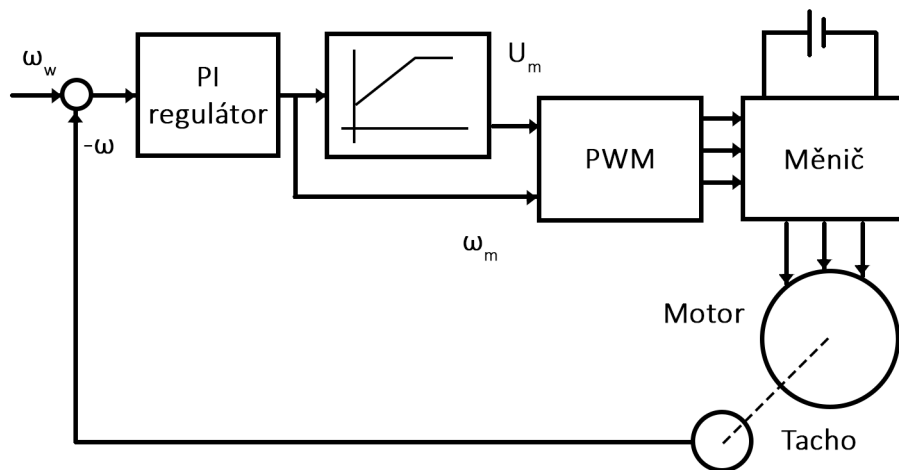 ω_w
PI
regulátor
U_m
-ω
PWM
Měnič
ω_m
Motor
Tacho